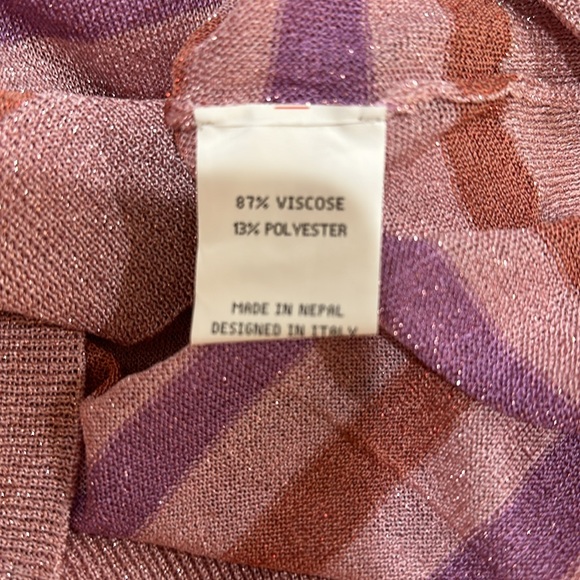 87% VISCOSE
13% POLYESTER
MADE IN NEPAL
DESIGNED IN ITALY